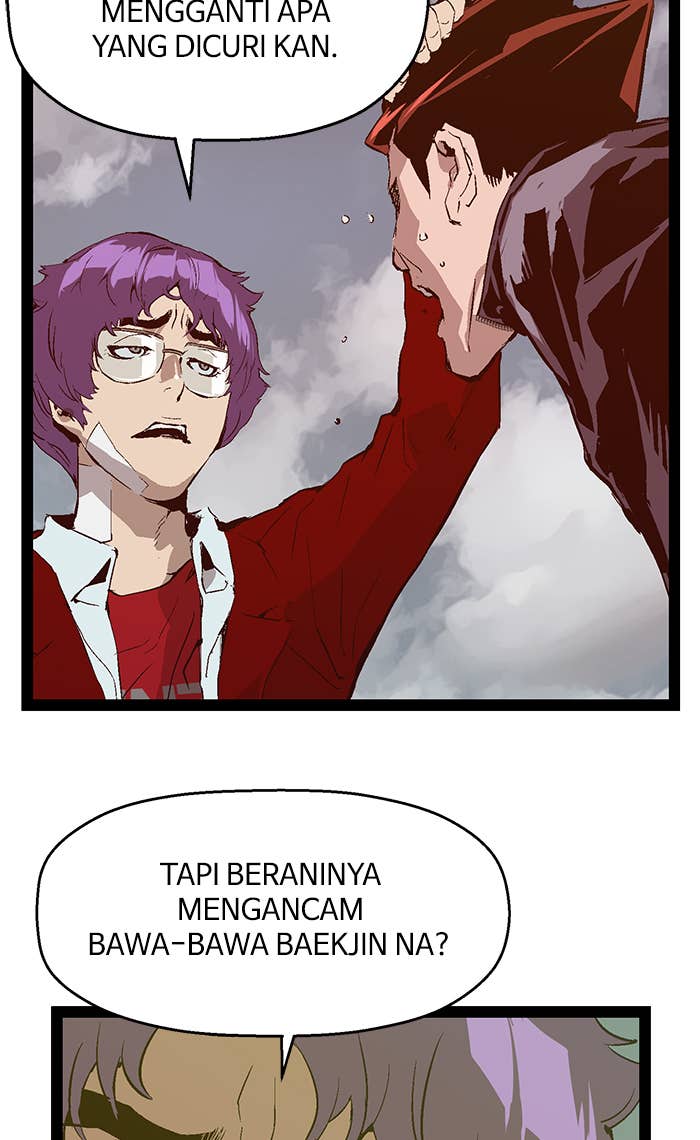 MENGGANTI APA
YANG DICURI KAN.
TAPI BERANINYA
MENGANCAM
BAWA-BAWA BAEKJIN NA?